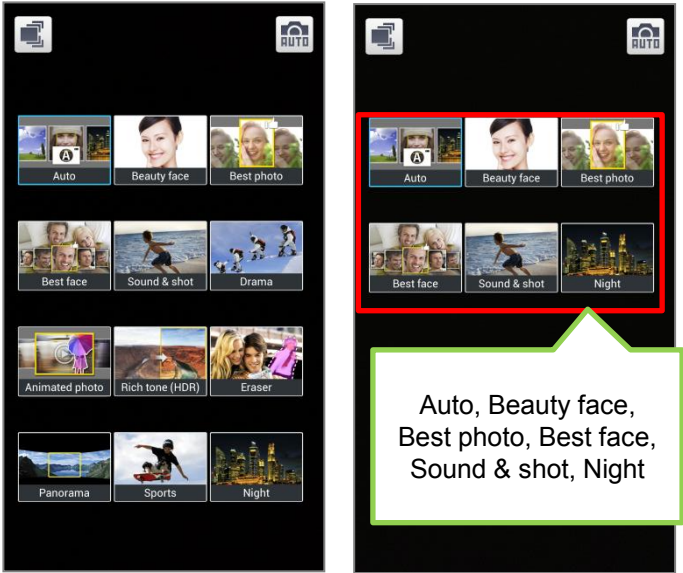 AUTO
Auto
Beauty face
Best photo
Best face
Sound & shot
Drama
Animated photo
Rich tone (HDR)
Eraser
Panorama
Sports
Night
AUTO
Auto
Beauty face
Best photo
Best face
Sound & shot
Night
Auto, Beauty face,
Best photo, Best face,
Sound & shot, Night